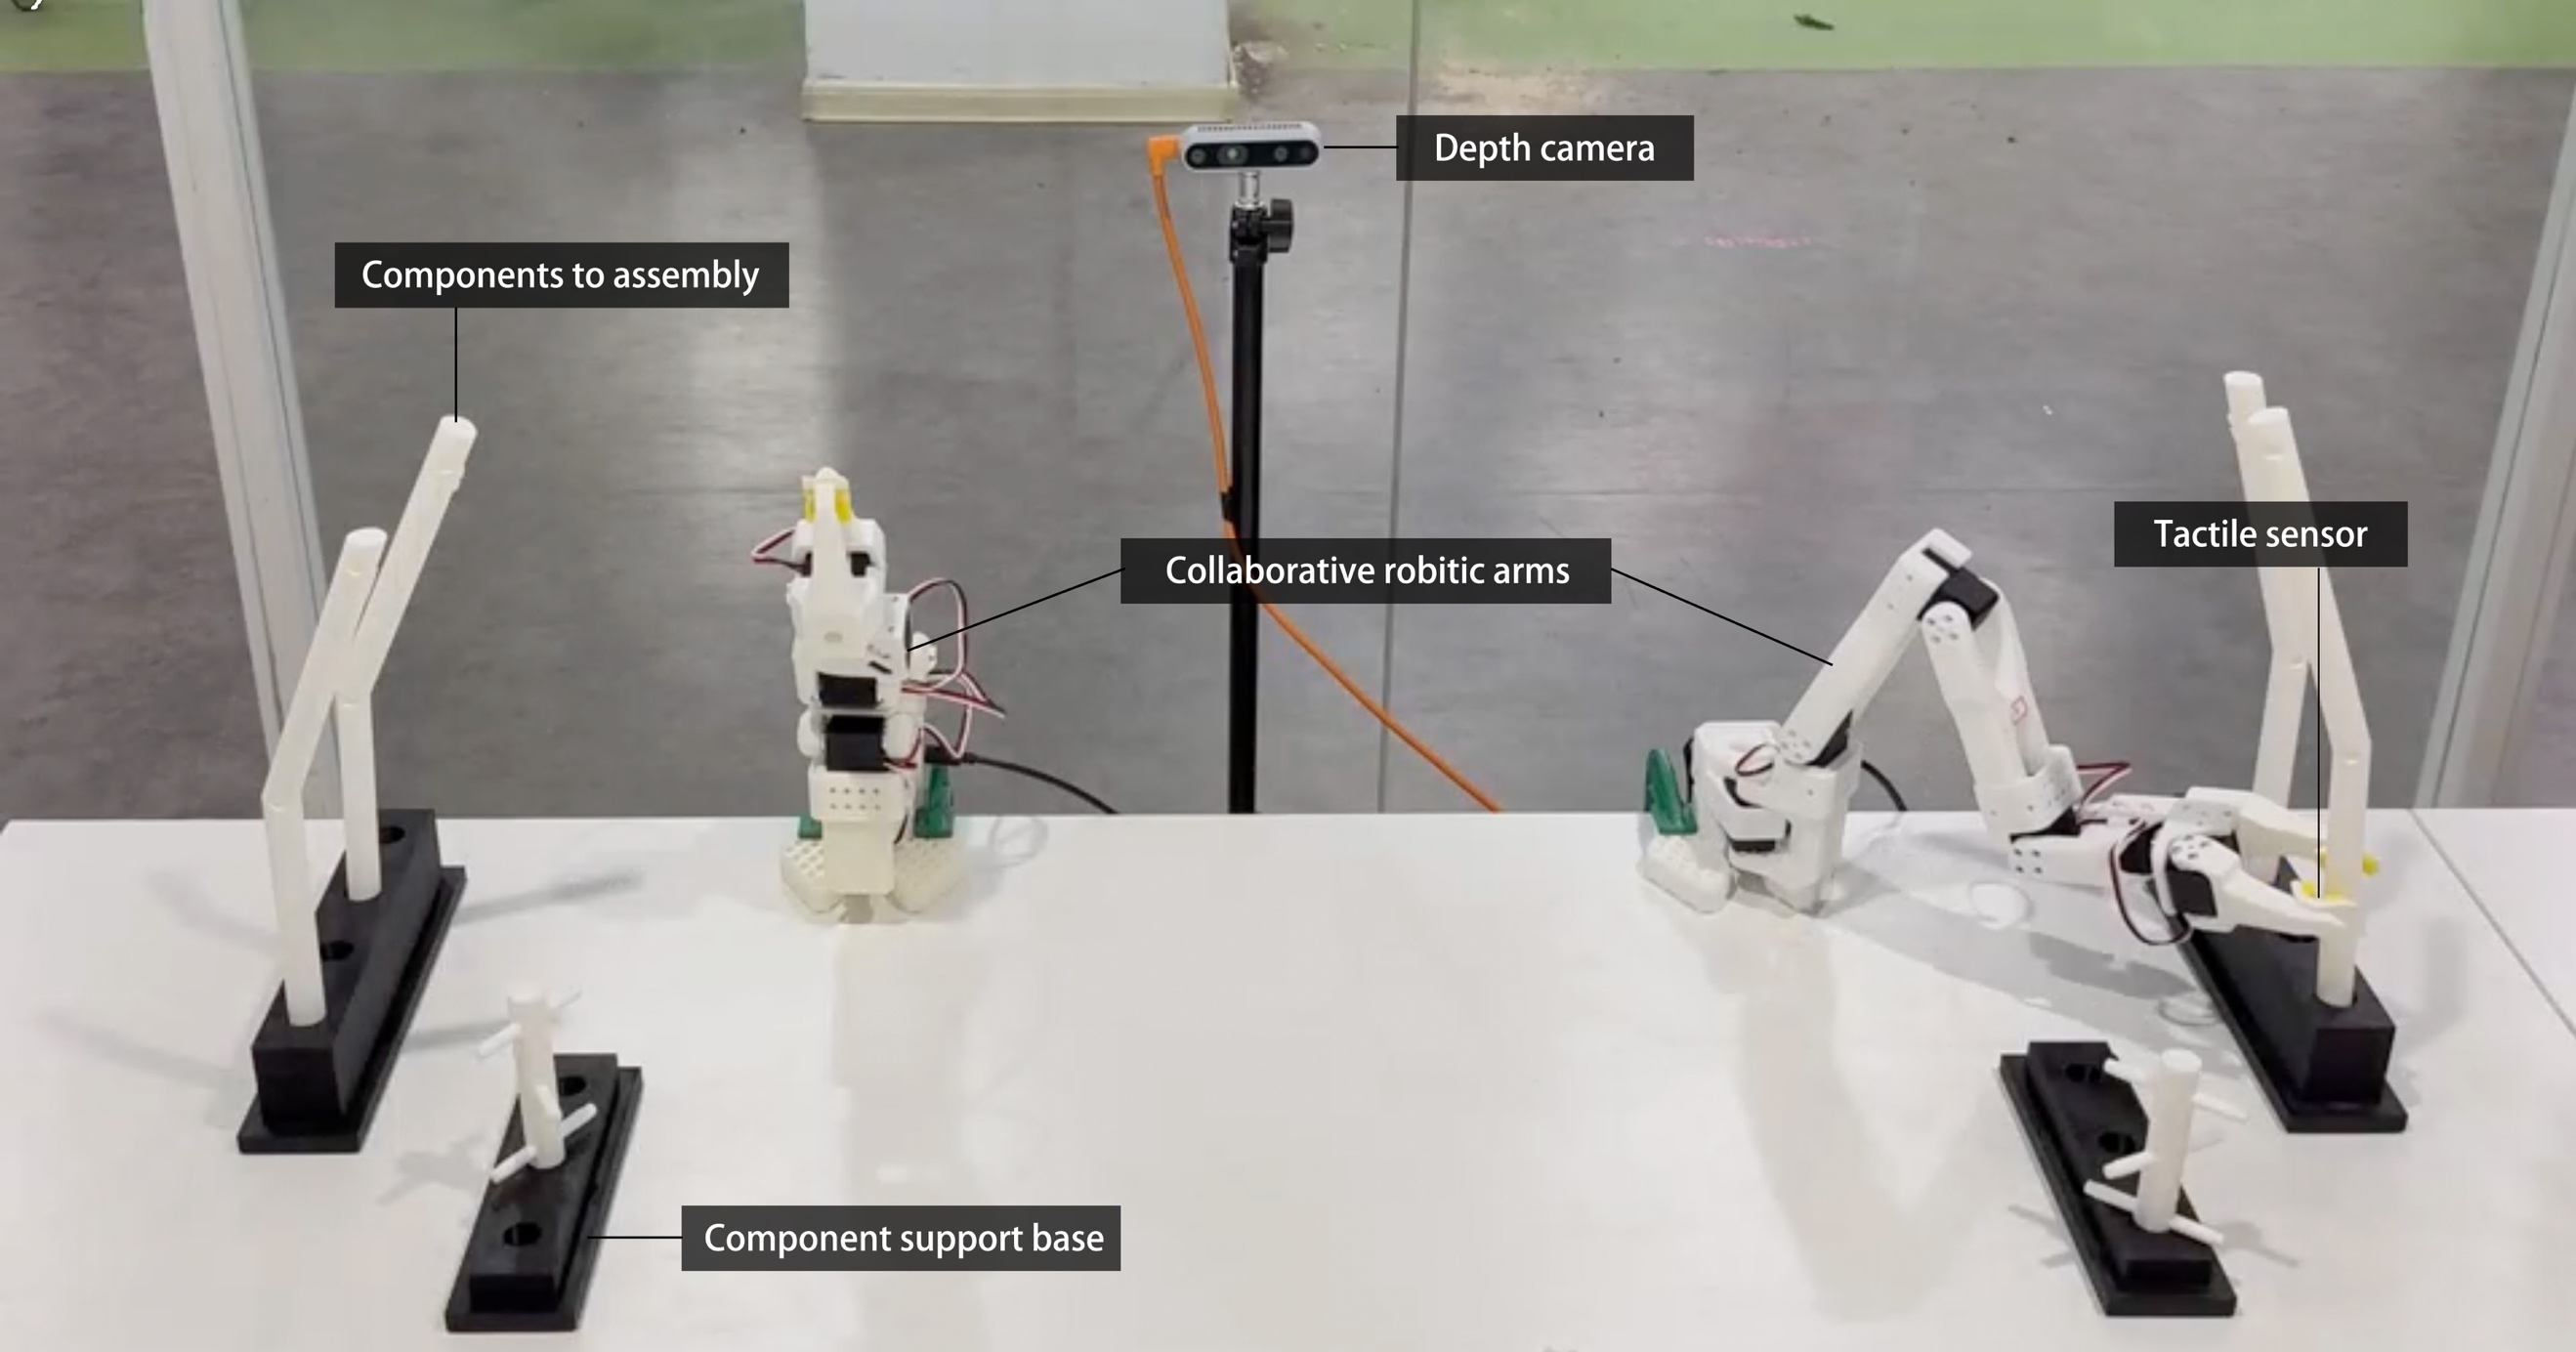 Depth camera
Components to assembly
Tactile sensor
Collaborative robitic arms
Component support base